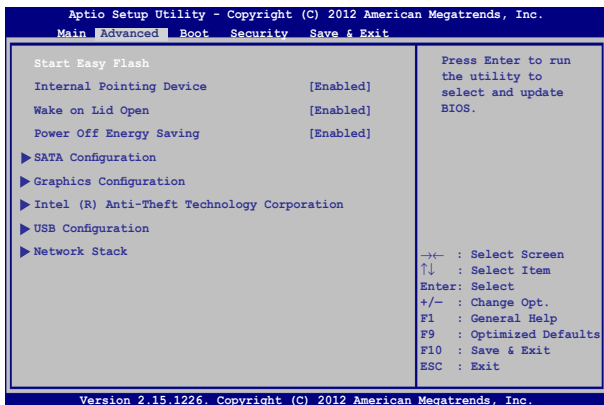 Aptio Setup Utility - Copyright (C) 2012 American Megatrends, Inc.
Main Advanced Boot Security Save & Exit
Start Easy Flash
Internal Pointing Device [Enabled]
Wake on Lid Open [Enabled]
Power Off Energy Saving [Enabled]
SATA Configuration
Graphics Configuration
Intel (R) Anti-Theft Technology Corporation
USB Configuration
Network Stack
Press Enter to run
the utility to
select and update
BIOS.
→← : Select Screen
↑↓ : Select Item
Enter: Select
+/— : Change Opt.
F1 : General Help
F9 : Optimized Defaults
F10 : Save & Exit
ESC : Exit
Version 2.15.1226. Copyright (C) 2012 American Megatrends, Inc.